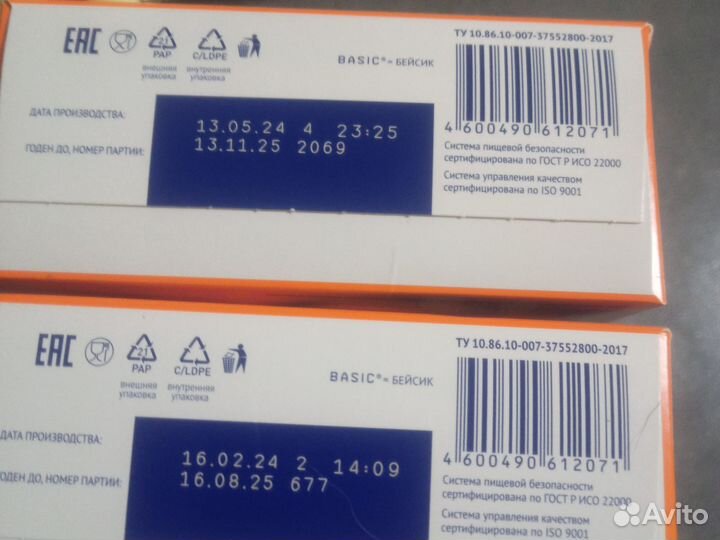 EAC 21 PAP C/LDPE
внешняя упаковка
внутренняя упаковка
BASIC®= БЕЙСИК
ТУ 10.86.10-007-37552800-2017
ДАТА ПРОИЗВОДСТВА:
13.05.24 4 23:25
ГОДЕН ДО, НОМЕР ПАРТИИ:
13.11.25 2069
4 600490 612071
Система пищевой безопасности
сертифицирована по ГОСТ Р ИСО 22000
Система управления качеством
сертифицирована по ISO 9001
EAC 21 PAP C/LDPE
внешняя упаковка
внутренняя упаковка
BASIC®= БЕЙСИК
ТУ 10.86.10-007-37552800-2017
ДАТА ПРОИЗВОДСТВА:
16.02.24 2 14:09
ГОДЕН ДО, НОМЕР ПАРТИИ:
16.08.25 677
4 600490 612071
Система пищевой безопасности
сертифицирована по ГОСТ Р ИСО 22000
Система управления качеством
сертифицирована по ISO 9001
Avito